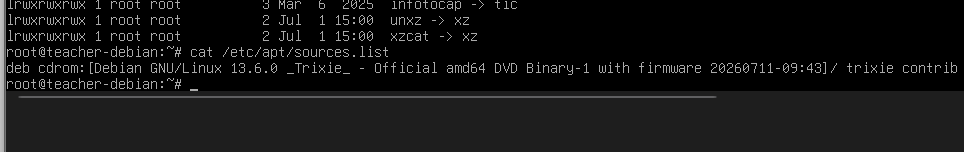 lrwxrwxrwx 1 root root          3 Mar  6  2025  infotocap -> tic
lrwxrwxrwx 1 root root          2 Jul  1 15:00  unxz -> xz
lrwxrwxrwx 1 root root          2 Jul  1 15:00  xzcat -> xz
root@teacher-debian:~# cat /etc/apt/sources.list
deb cdrom:[Debian GNU/Linux 13.6.0 _Trixie_ - Official amd64 DVD Binary-1 with firmware 20260711-09:43]/ trixie contrib
root@teacher-debian:~# _